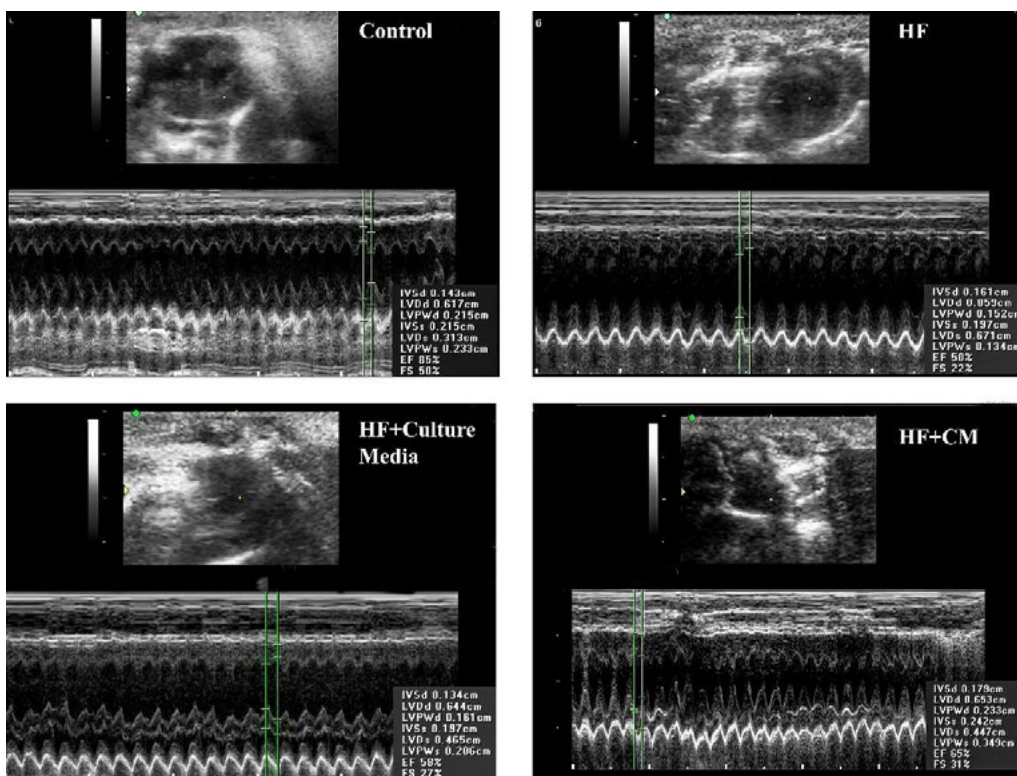 Control
IVSd 0.143cm
LVDd 0.617cm
LVPWd 0.215cm
IVSs 0.215cm
LVDs 0.313cm
LVPWs 0.233cm
EF 85%
FS 50%
6
HF
IVSd 0.161cm
LVDd 0.859cm
LVPWd 0.152cm
IVSs 0.197cm
LVDs 0.671cm
LVPWs 0.134cm
EF 50%
FS 22%
HF+Culture
Media
IVSd 0.134cm
LVDd 0.644cm
LVPWd 0.161cm
IVSs 0.197cm
LVDs 0.465cm
LVPWs 0.206cm
EF 58%
FS 27%
HF+CM
IVSd 0.179cm
LVDd 0.653cm
LVPWd 0.233cm
IVSs 0.242cm
LVDs 0.447cm
LVPWs 0.349cm
EF 65%
FS 31%